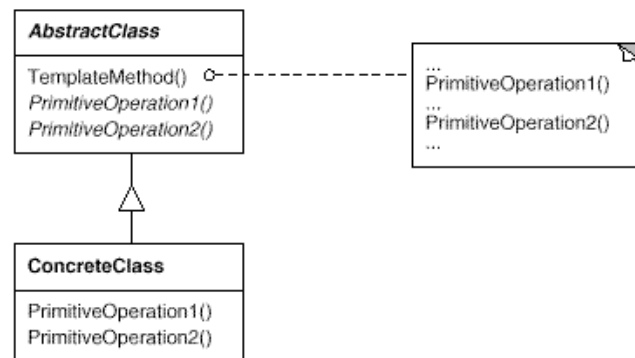 AbstractClass
TemplateMethod()
PrimitiveOperation1()
PrimitiveOperation2()
...
PrimitiveOperation1()
...
PrimitiveOperation2()
...
ConcreteClass
PrimitiveOperation1()
PrimitiveOperation2()